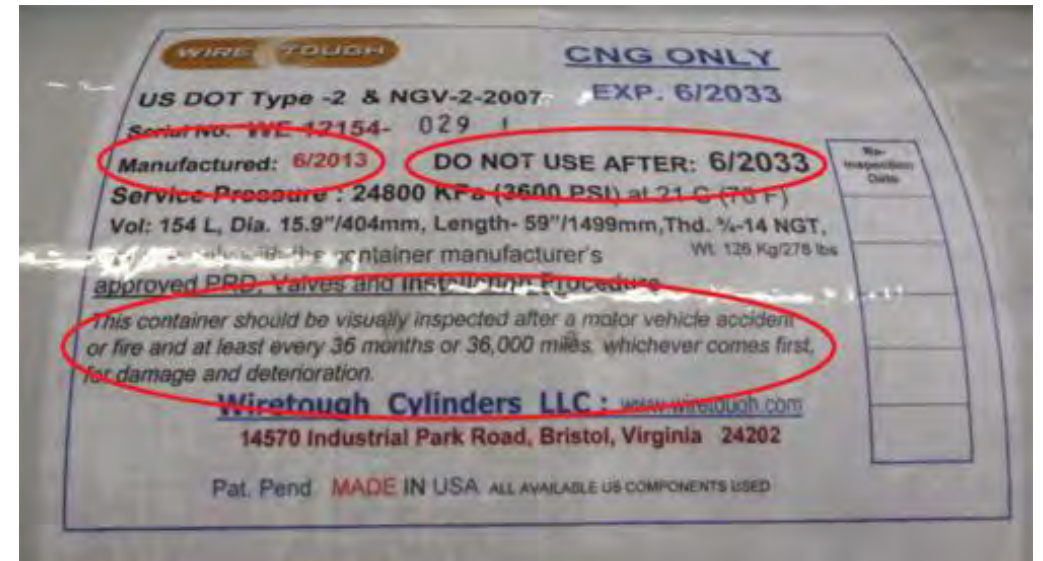 WIRE TOUGH
CNG ONLY
US DOT Type -2 & NGV-2-2007
EXP. 6/2033
Serial No. WE 12154- 029 1
Manufactured: 6/2013
DO NOT USE AFTER: 6/2033
Re-
Inspection
Date
Service Pressure : 24800 KPa (3600 PSI) at 21 C (70 F)
Vol: 154 L, Dia. 15.9"/404mm, Length- 59"/1499mm,Thd. ¾-14 NGT,
with the container manufacturer's
Wt. 126 Kg/278 lbs
approved PRD, Valves and Installation Procedure
This container should be visually inspected after a motor vehicle accident
or fire and at least every 36 months or 36,000 miles, whichever comes first,
for damage and deterioration.
Wiretough Cylinders LLC : www.wiretough.com
14570 Industrial Park Road, Bristol, Virginia 24202
Pat. Pend MADE IN USA ALL AVAILABLE US COMPONENTS USED